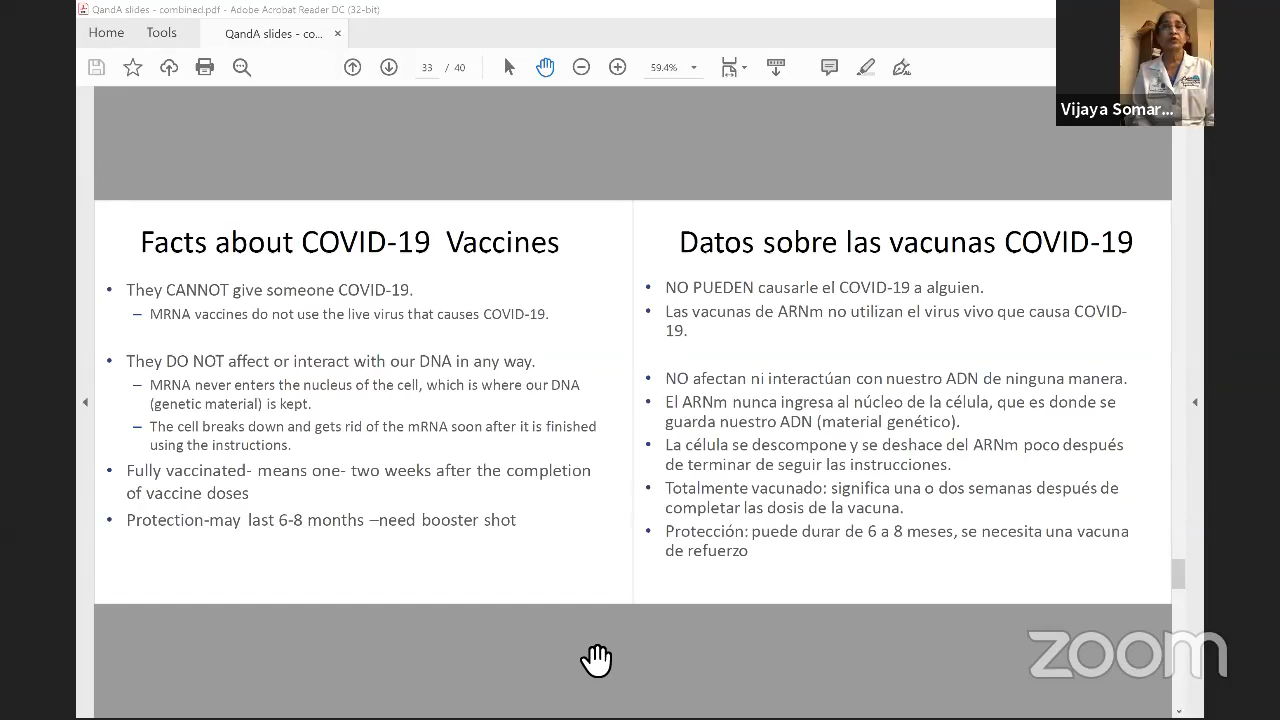 QandA slides - combined.pdf - Adobe Acrobat Reader DC (32-bit)
Home
Tools
QandA slides - co...
33 / 40
59.4%
Vijaya Somar...
Facts about COVID-19 Vaccines
• They CANNOT give someone COVID-19.
– MRNA vaccines do not use the live virus that causes COVID-19.
• They DO NOT affect or interact with our DNA in any way.
– MRNA never enters the nucleus of the cell, which is where our DNA
(genetic material) is kept.
– The cell breaks down and gets rid of the mRNA soon after it is finished
using the instructions.
• Fully vaccinated- means one- two weeks after the completion
of vaccine doses
• Protection-may last 6-8 months –need booster shot
Datos sobre las vacunas COVID-19
• NO PUEDEN causarle el COVID-19 a alguien.
• Las vacunas de ARNm no utilizan el virus vivo que causa COVID-
19.
• NO afectan ni interactúan con nuestro ADN de ninguna manera.
• El ARNm nunca ingresa al núcleo de la célula, que es donde se
guarda nuestro ADN (material genético).
• La célula se descompone y se deshace del ARNm poco después
de terminar de seguir las instrucciones.
• Totalmente vacunado: significa una o dos semanas después de
completar las dosis de la vacuna.
• Protección: puede durar de 6 a 8 meses, se necesita una vacuna
de refuerzo
zoom